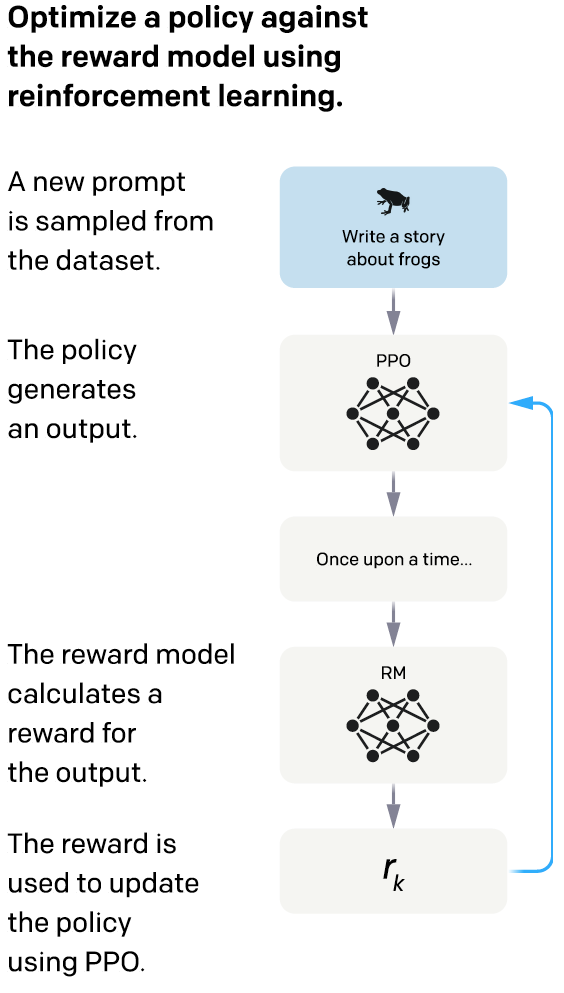 Optimize a policy against
the reward model using
reinforcement learning.
A new prompt
is sampled from
the dataset.
Write a story
about frogs
The policy
generates
an output.
PPO
Once upon a time...
The reward model
calculates a
reward for
the output.
RM
The reward is
used to update
the policy
using PPO.
r_k